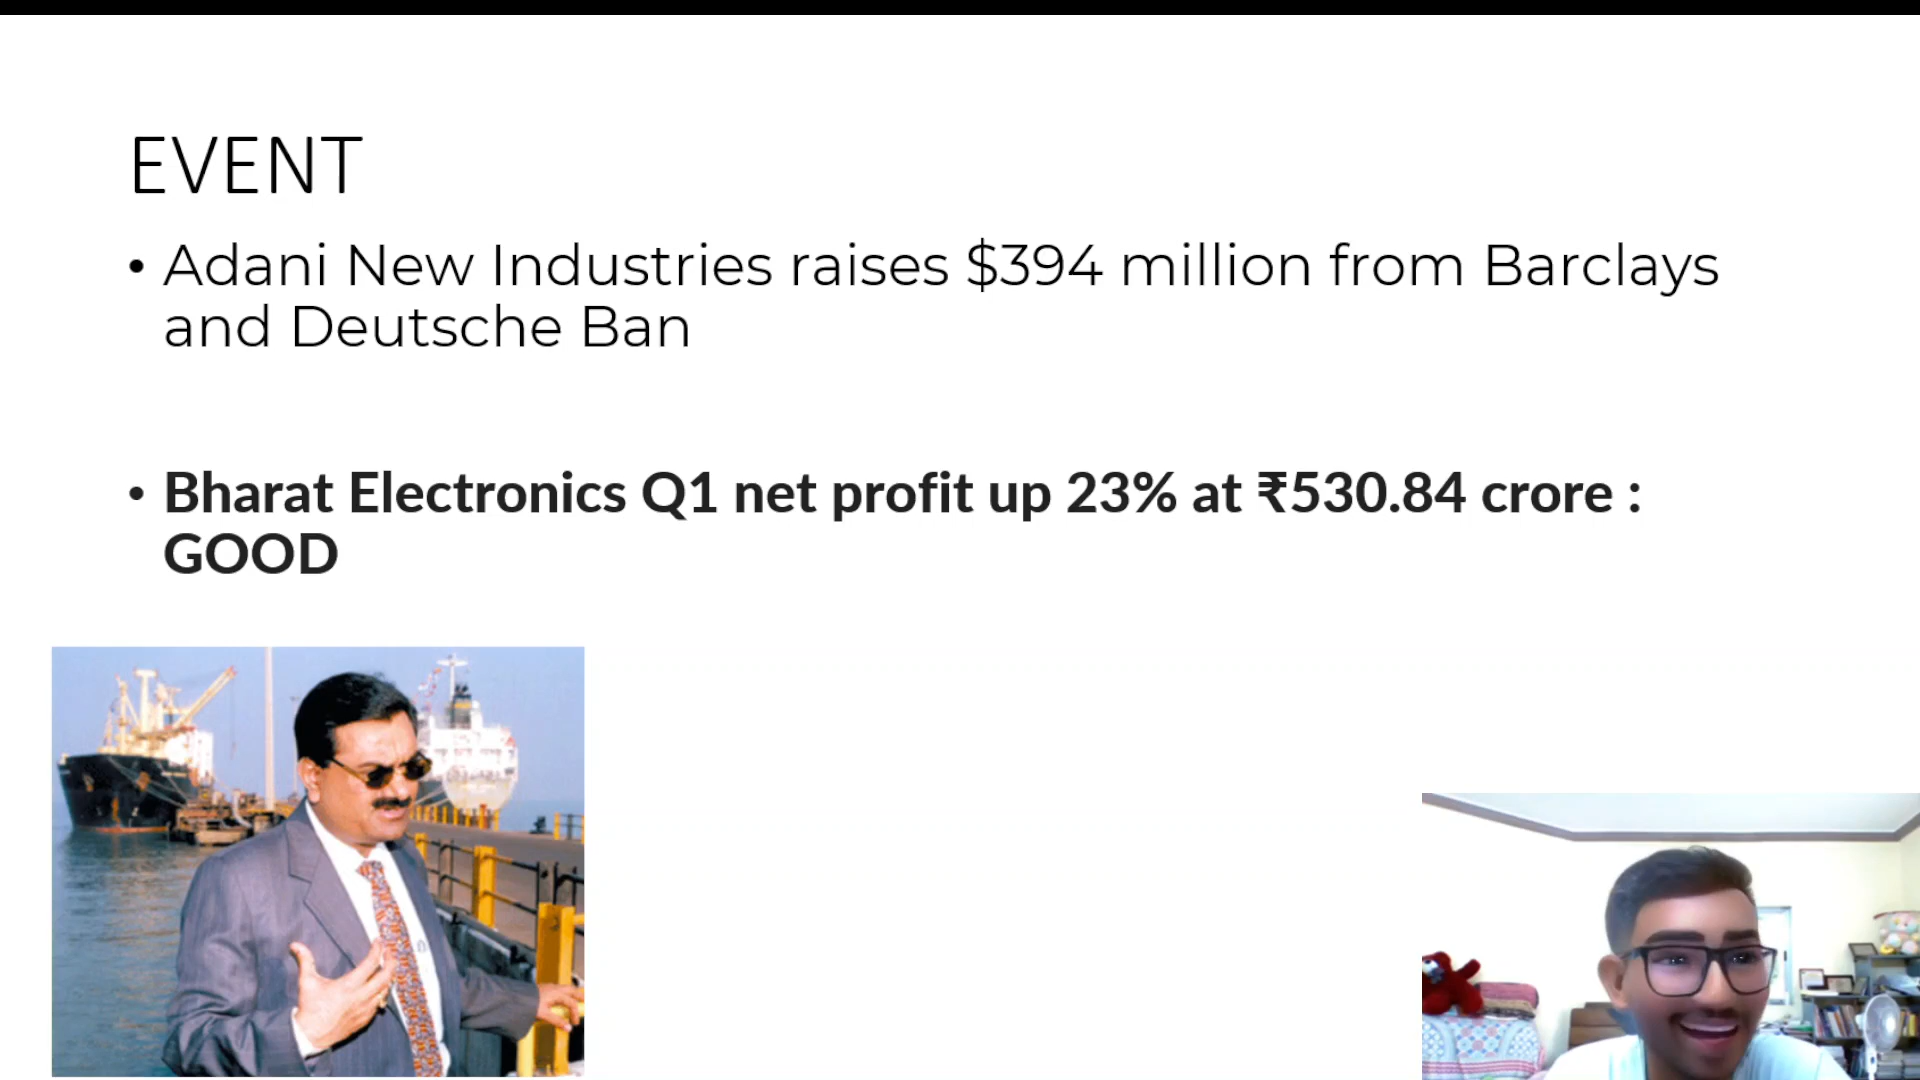 EVENT
• Adani New Industries raises $394 million from Barclays
and Deutsche Ban
• Bharat Electronics Q1 net profit up 23% at ₹530.84 crore :
GOOD